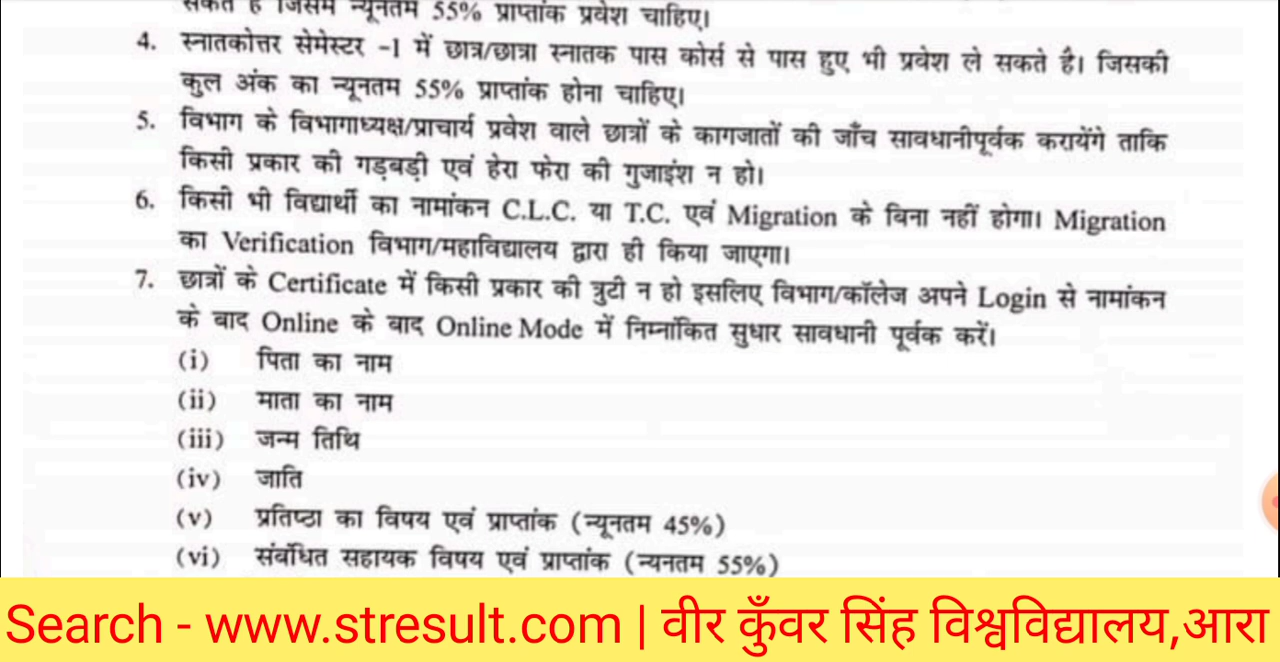 सकते है जिसमें न्यूनतम 55% प्राप्तांक प्रवेश चाहिए।
4. स्नातकोत्तर सेमेस्टर -I में छात्र/छात्रा स्नातक पास कोर्स से पास हुए भी प्रवेश ले सकते है। जिसकी
कुल अंक का न्यूनतम 55% प्राप्तांक होना चाहिए।
5. विभाग के विभागाध्यक्ष/प्राचार्य प्रवेश वाले छात्रों के कागजातों की जाँच सावधानीपूर्वक करायेंगे ताकि
किसी प्रकार की गड़बड़ी एवं हेरा फेरा की गुजाइंश न हो।
6. किसी भी विद्यार्थी का नामांकन C.L.C. या T.C. एवं Migration के बिना नहीं होगा। Migration
का Verification विभाग/महाविद्यालय द्वारा ही किया जाएगा।
7. छात्रों के Certificate में किसी प्रकार की त्रुटी न हो इसलिए विभाग/कॉलेज अपने Login से नामांकन
के बाद Online के बाद Online Mode में निम्नांकित सुधार सावधानी पूर्वक करें।
(i) पिता का नाम
(ii) माता का नाम
(iii) जन्म तिथि
(iv) जाति
(v) प्रतिष्ठा का विषय एवं प्राप्तांक (न्यूनतम 45%)
(vi) संबंधित सहायक विषय एवं प्राप्तांक (न्यनतम 55%)
Search - www.stresult.com | वीर कुँवर सिंह विश्वविद्यालय,आरा